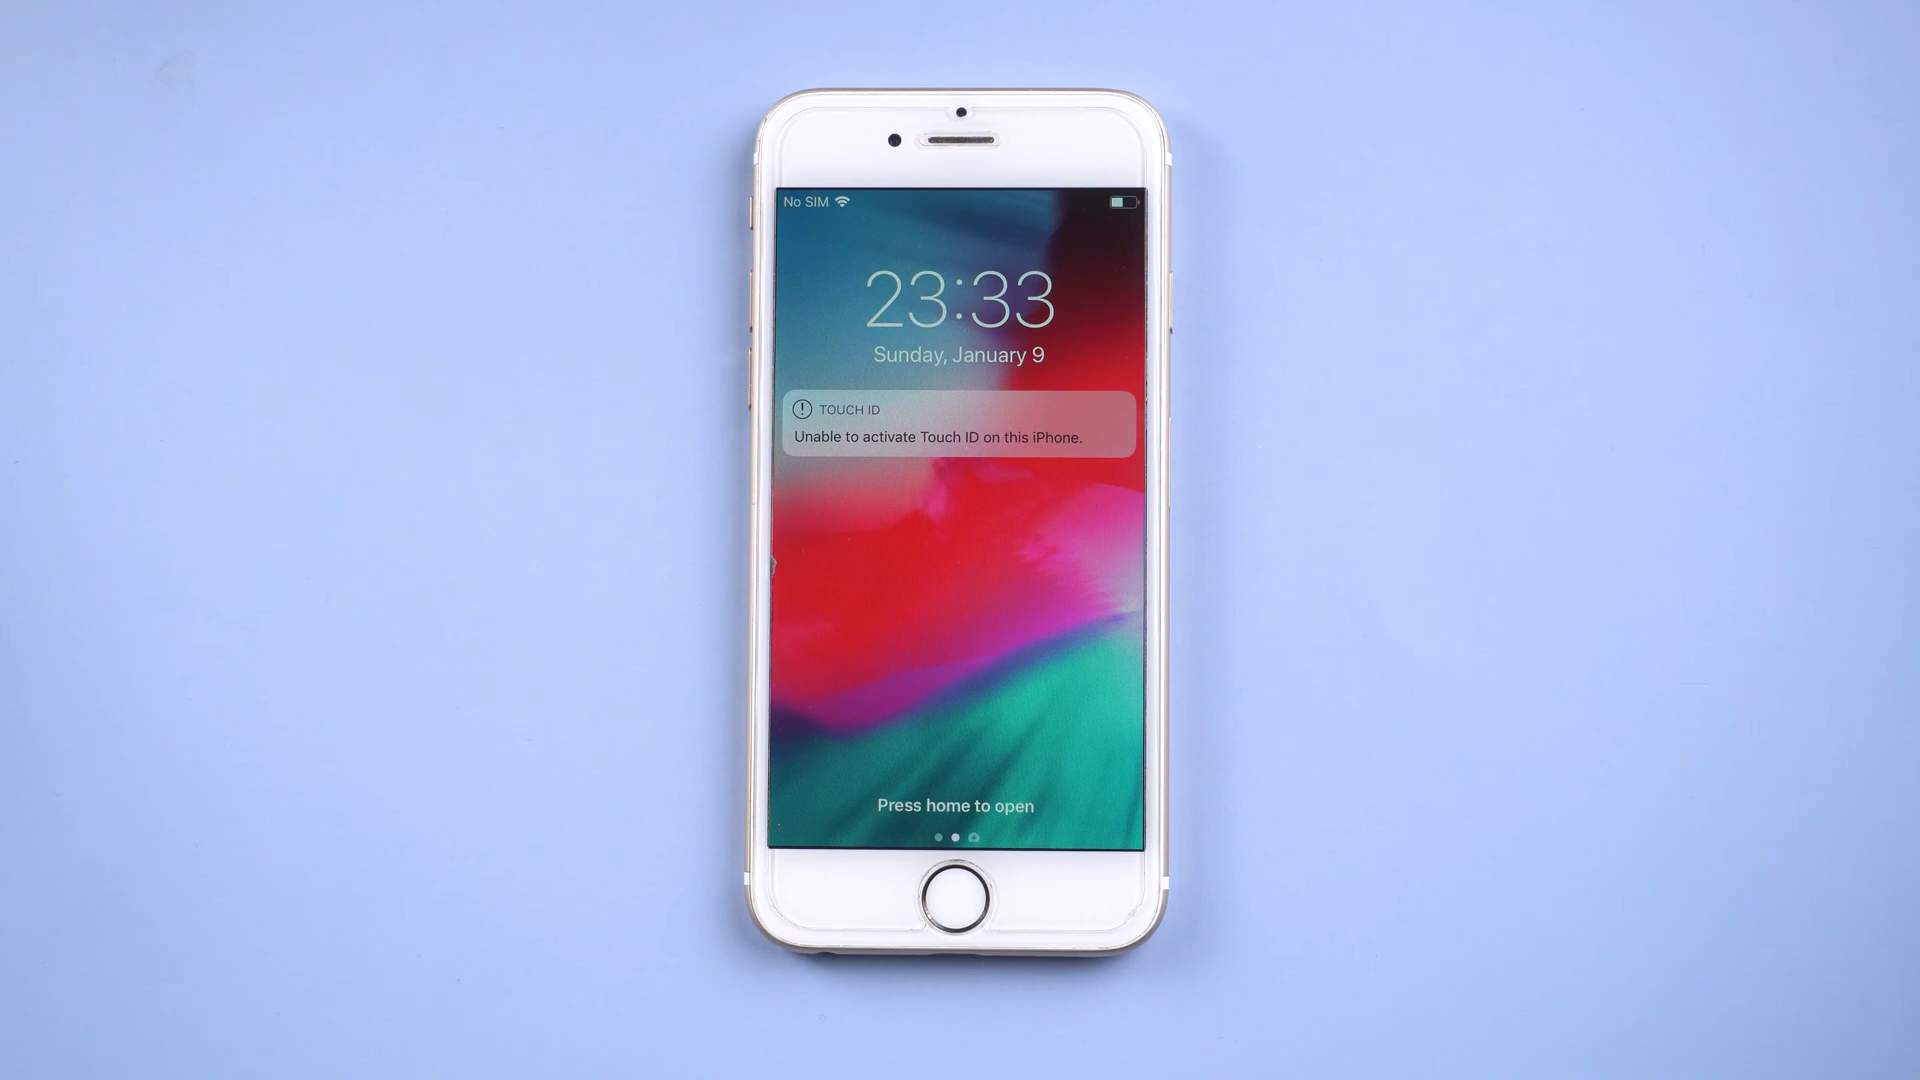 No SIM
23:33
Sunday, January 9
TOUCH ID
Unable to activate Touch ID on this iPhone.
Press home to open